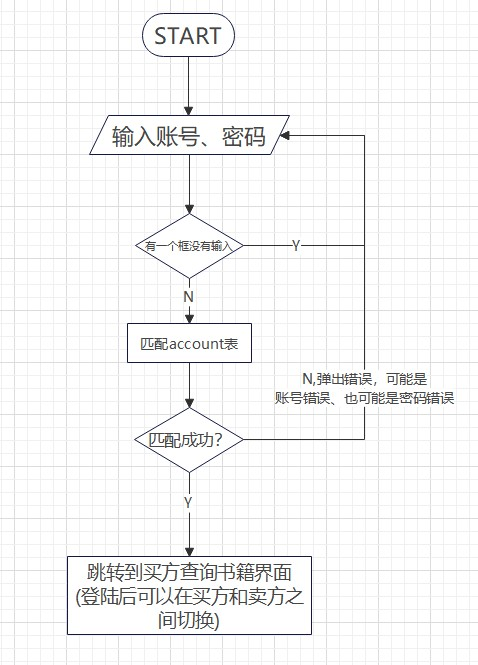 START
输入账号、密码
有一个框没有输入
Y
N
匹配account表
N,弹出错误，可能是
账号错误、也可能是密码错误
匹配成功？
Y
跳转到买方查询书籍界面
(登陆后可以在买方和卖方之
间切换)